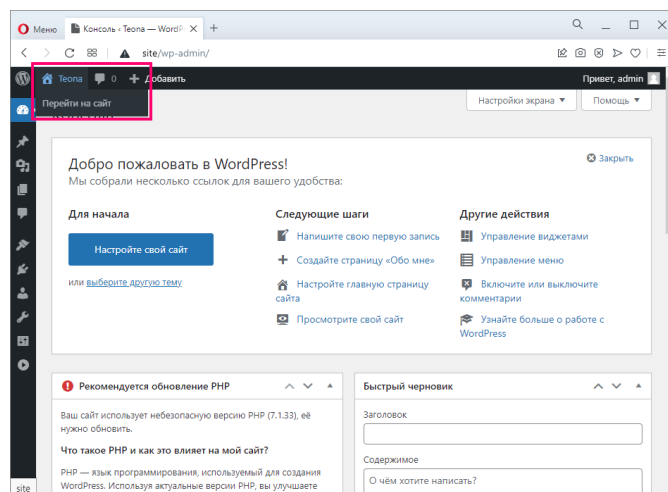 Меню
Консоль ‹ Teona — WordP
site/wp-admin/
Teona 0 + Добавить Привет, admin
Перейти на сайт
Настройки экрана ▼ Помощь ▼
Добро пожаловать в WordPress!
Закрыть
Мы собрали несколько ссылок для вашего удобства:
Для начала
Настройте свой сайт
или выберите другую тему
Следующие шаги
Напишите свою первую запись
Создайте страницу «Обо мне»
Настройте главную страницу
сайта
Просмотрите свой сайт
Другие действия
Управление виджетами
Управление меню
Включите или выключите
комментарии
Узнайте больше о работе с
WordPress
Рекомендуется обновление PHP
Ваш сайт использует небезопасную версию PHP (7.1.33), её
нужно обновить.
Что такое PHP и как это влияет на мой сайт?
PHP — язык программирования, используемый для создания
WordPress. Используя актуальные версии PHP, вы улучшаете
Быстрый черновик
Заголовок
Содержимое
О чём хотите написать?
site